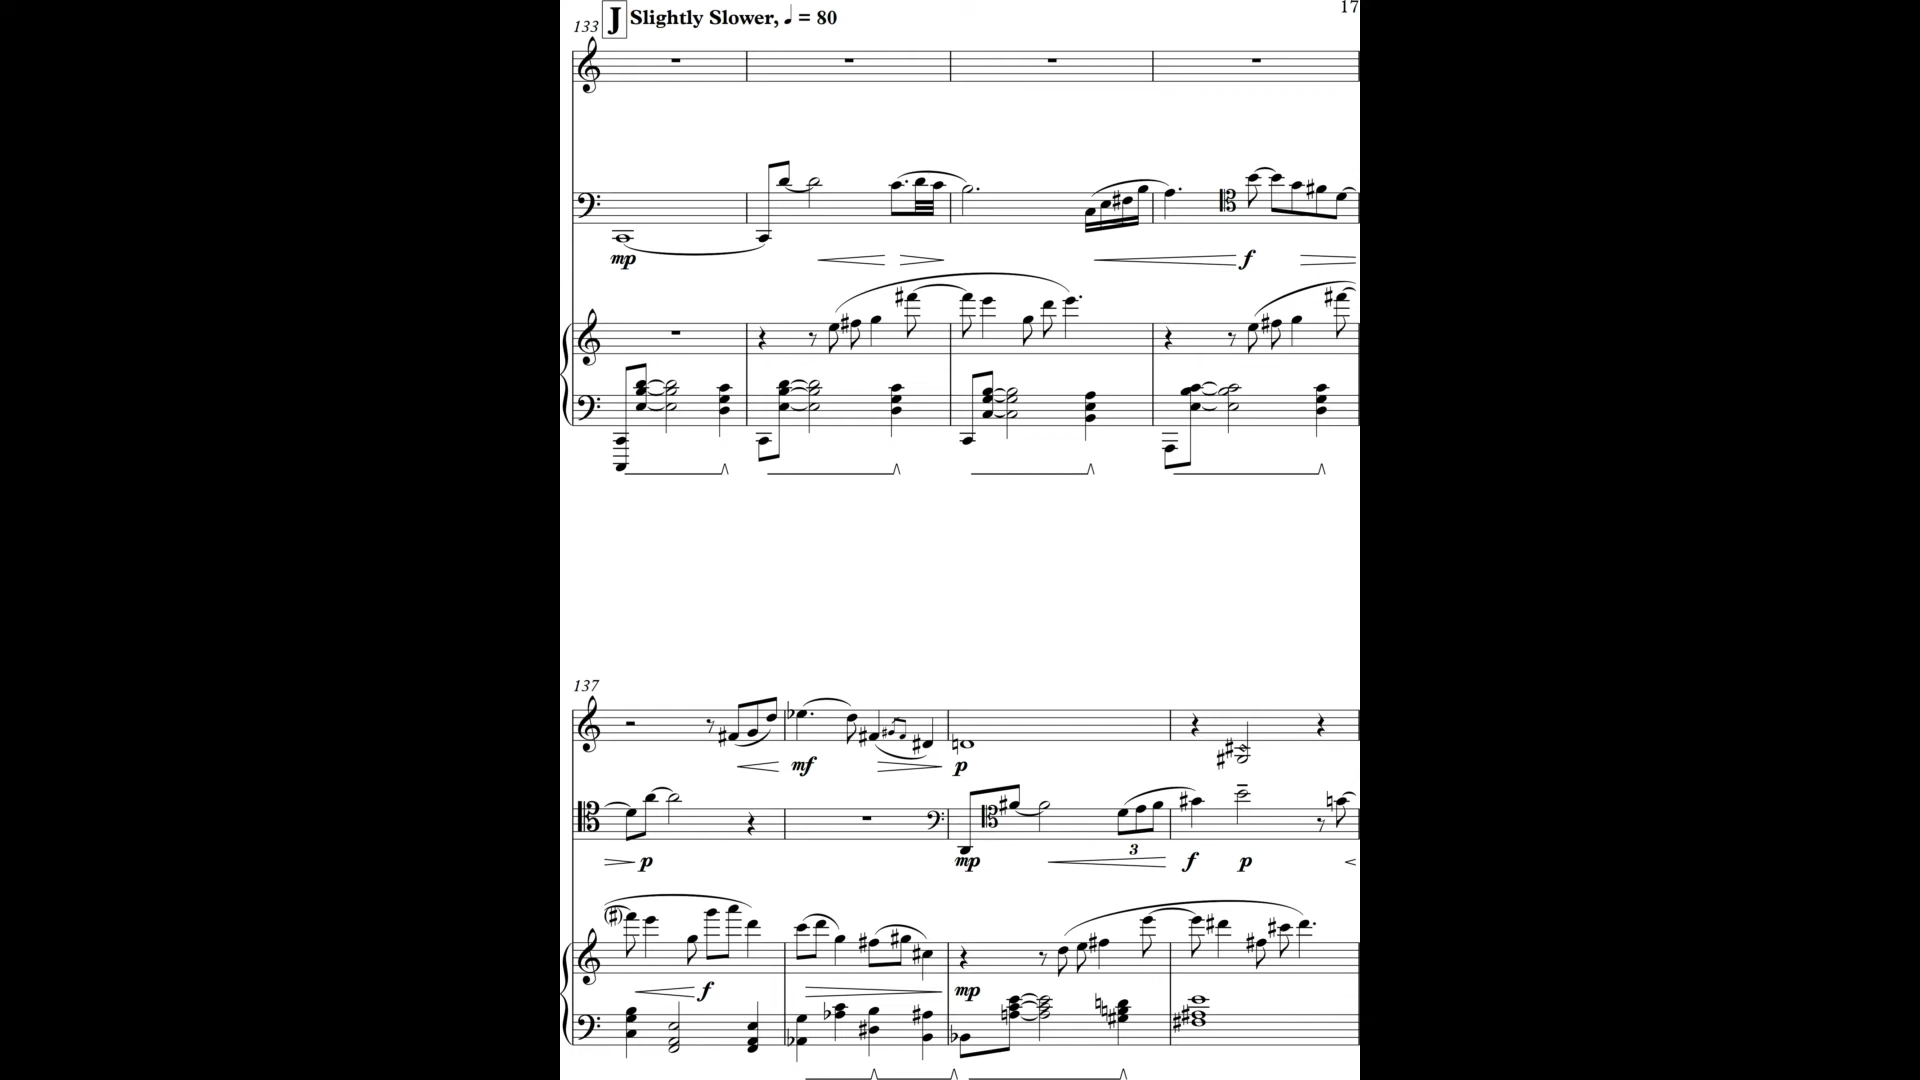 17
133 J Slightly Slower, ♩ = 80
mp f
137
mf p
p mp 3 f p
f mp